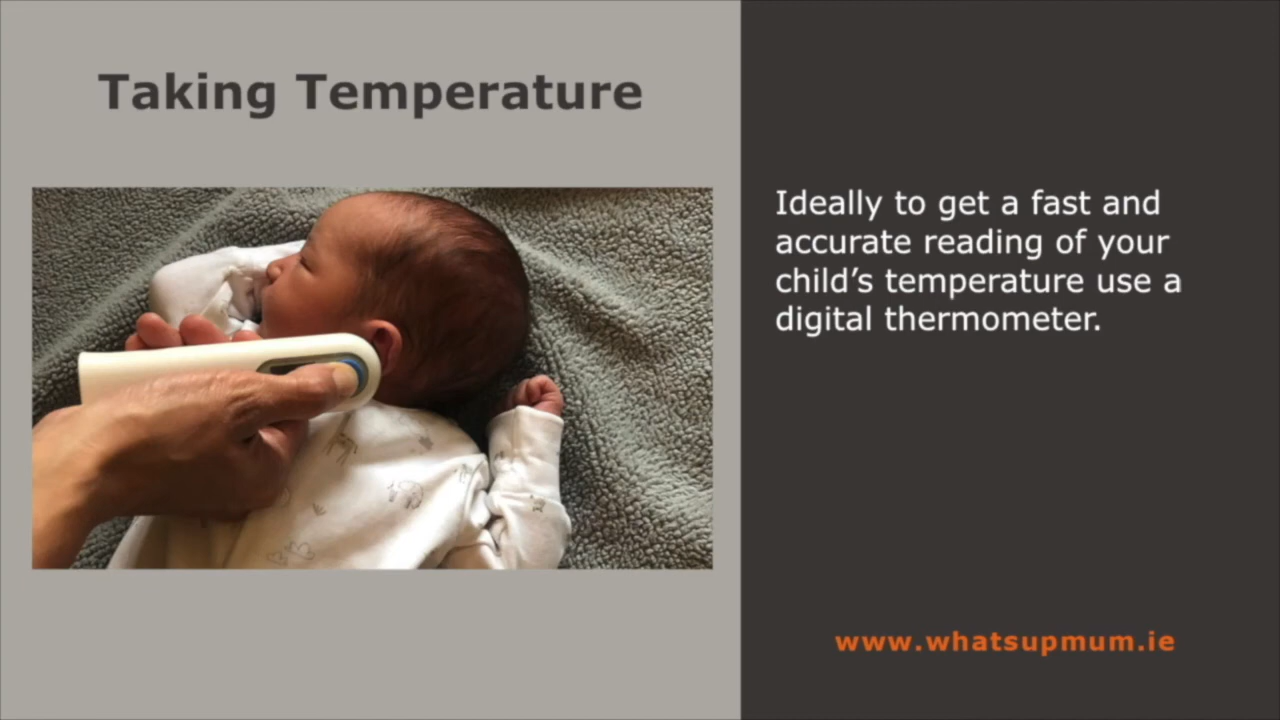 Taking Temperature
Ideally to get a fast and
accurate reading of your
child’s temperature use a
digital thermometer.
www.whatsupmum.ie